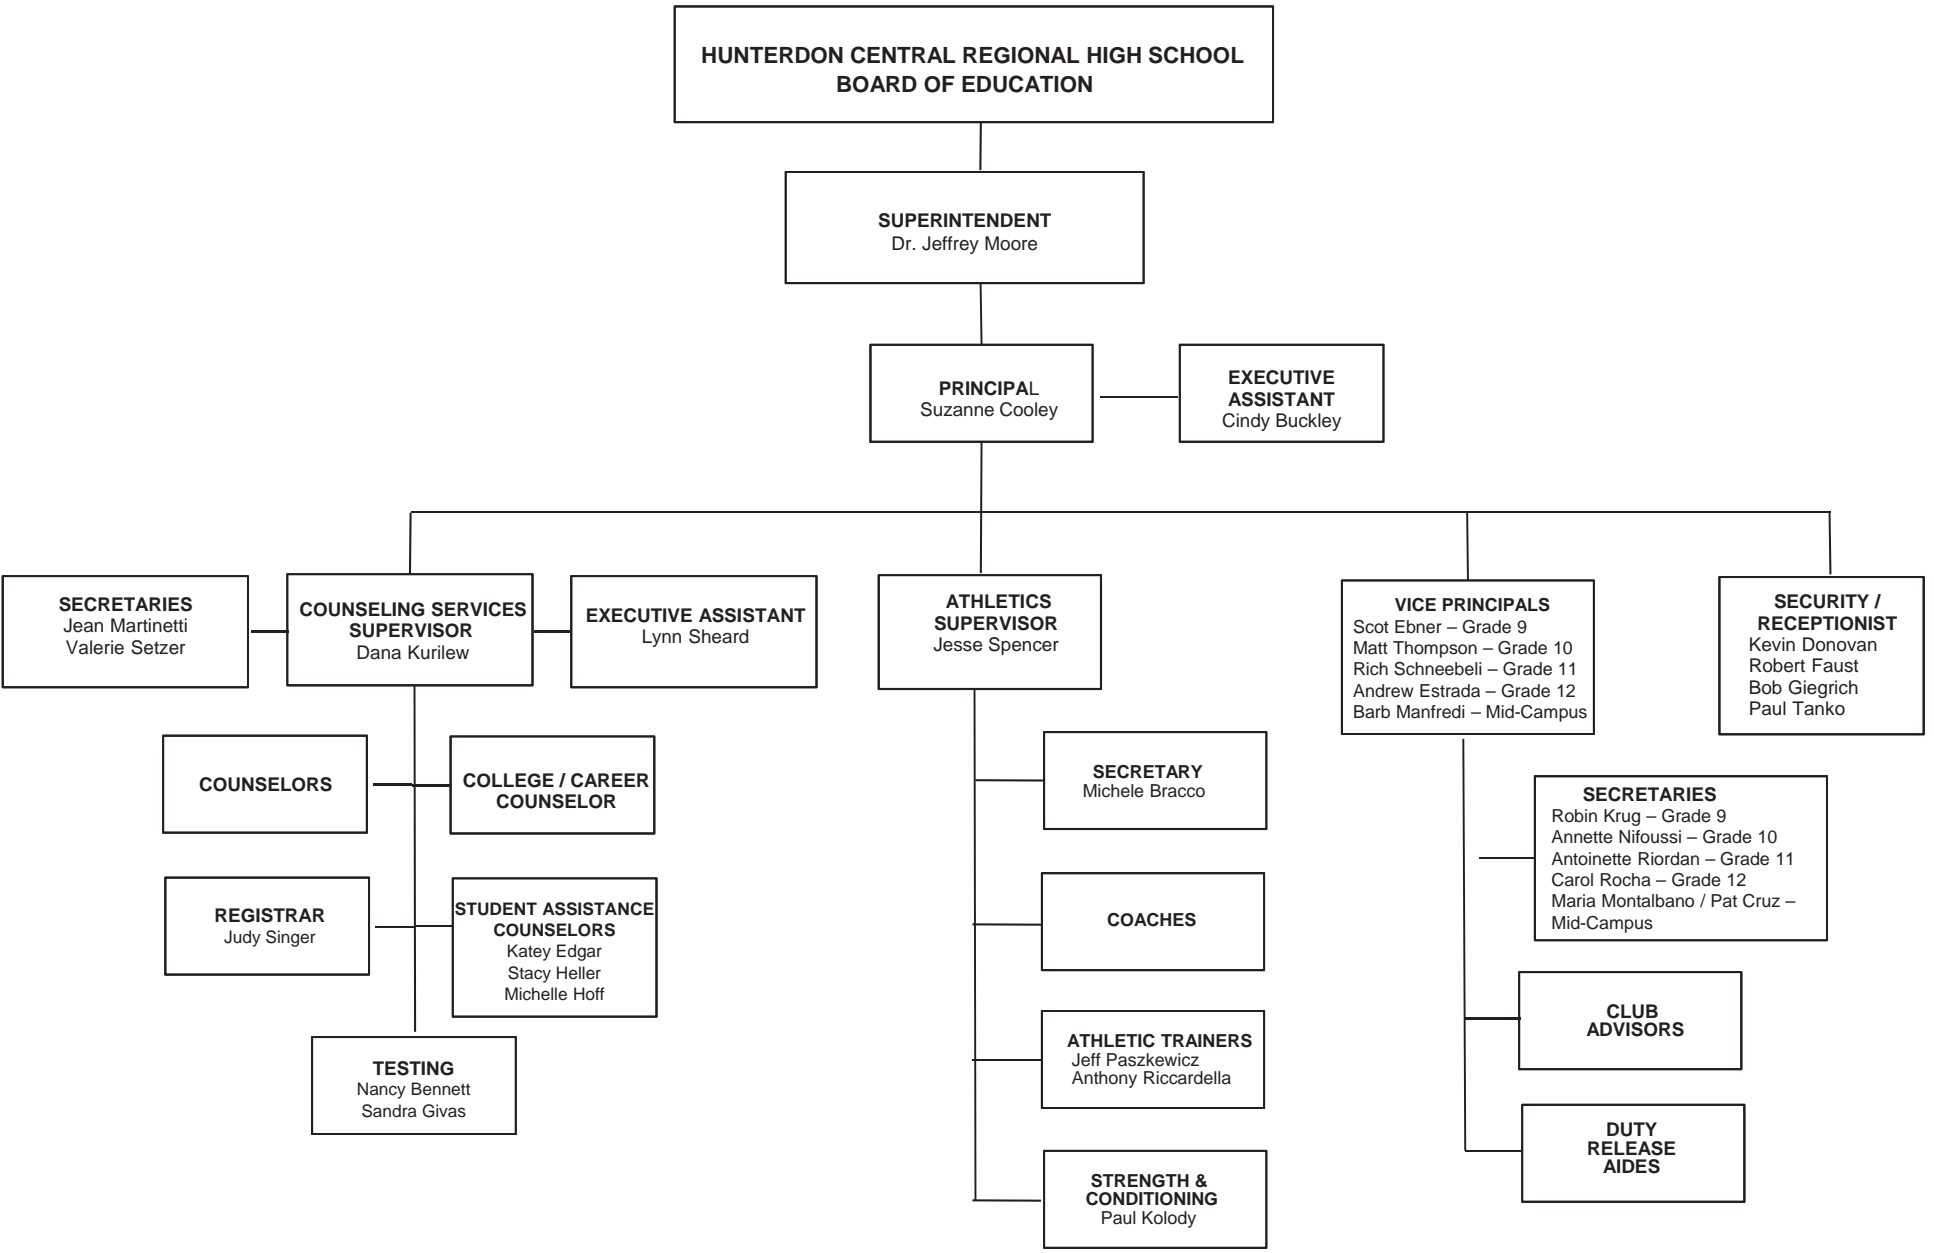 HUNTERDON CENTRAL REGIONAL HIGH SCHOOL
BOARD OF EDUCATION
SUPERINTENDENT
Dr. Jeffrey Moore
PRINCIPAL
Suzanne Cooley
EXECUTIVE
ASSISTANT
Cindy Buckley
SECRETARIES
Jean Martinetti
Valerie Setzer
COUNSELING SERVICES
SUPERVISOR
Dana Kurilew
EXECUTIVE ASSISTANT
Lynn Sheard
ATHLETICS
SUPERVISOR
Jesse Spencer
VICE PRINCIPALS
Scot Ebner – Grade 9
Matt Thompson – Grade 10
Rich Schneebeli – Grade 11
Andrew Estrada – Grade 12
Barb Manfredi – Mid-Campus
SECURITY /
RECEPTIONIST
Kevin Donovan
Robert Faust
Bob Giegrich
Paul Tanko
COUNSELORS
COLLEGE / CAREER
COUNSELOR
REGISTRAR
Judy Singer
STUDENT ASSISTANCE
COUNSELORS
Katey Edgar
Stacy Heller
Michelle Hoff
TESTING
Nancy Bennett
Sandra Givas
SECRETARY
Michele Bracco
COACHES
ATHLETIC TRAINERS
Jeff Paszkewicz
Anthony Riccardella
STRENGTH &
CONDITIONING
Paul Kolody
SECRETARIES
Robin Krug – Grade 9
Annette Nifoussi – Grade 10
Antoinette Riordan – Grade 11
Carol Rocha – Grade 12
Maria Montalbano / Pat Cruz –
Mid-Campus
CLUB
ADVISORS
DUTY
RELEASE
AIDES